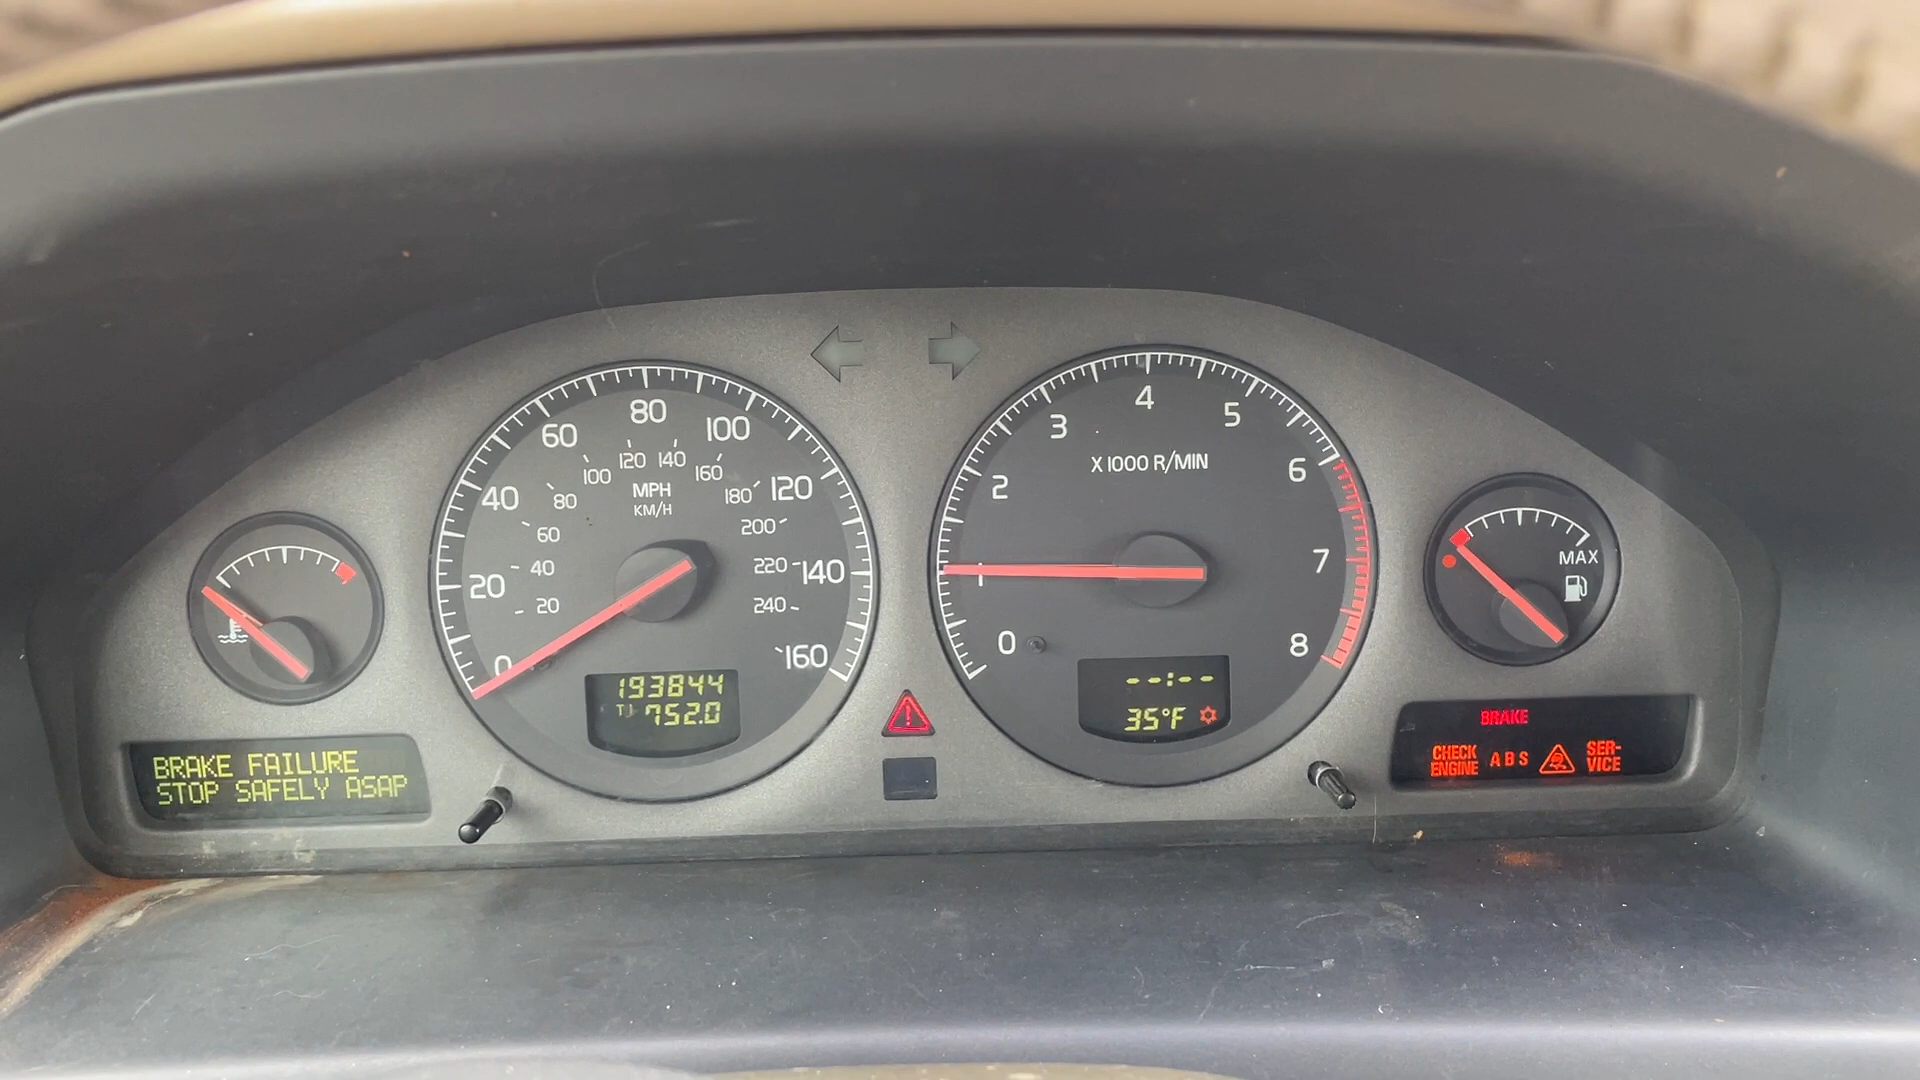 80
60
100
120
140
100
160
MPH
KM/H
40
80
180
120
60
200
20
40
220
140
20
240
0
160
193844
T1 752.0
BRAKE FAILURE
STOP SAFELY ASAP
4
3
5
X 1000 R/MIN
6
2
1
7
0
8
--:--
35°F
MAX
BRAKE
CHECK
ENGINE
ABS
SER-
VICE